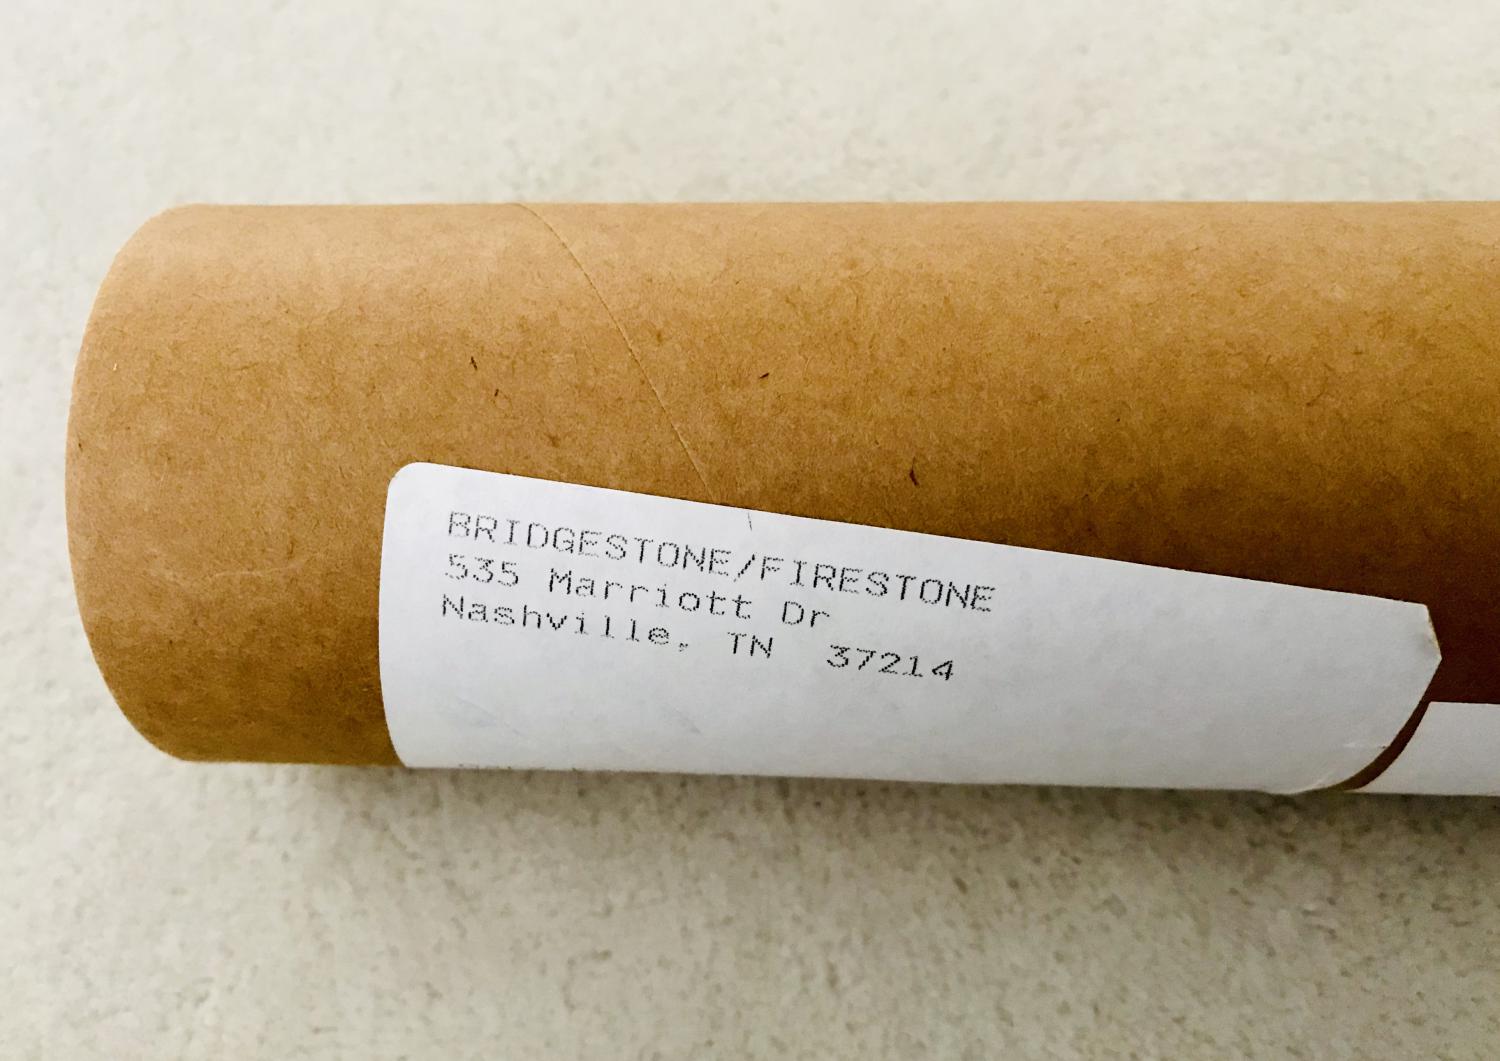 BRIDGESTONE/FIRESTONE
535 Marriott Dr
Nashville, TN  37214